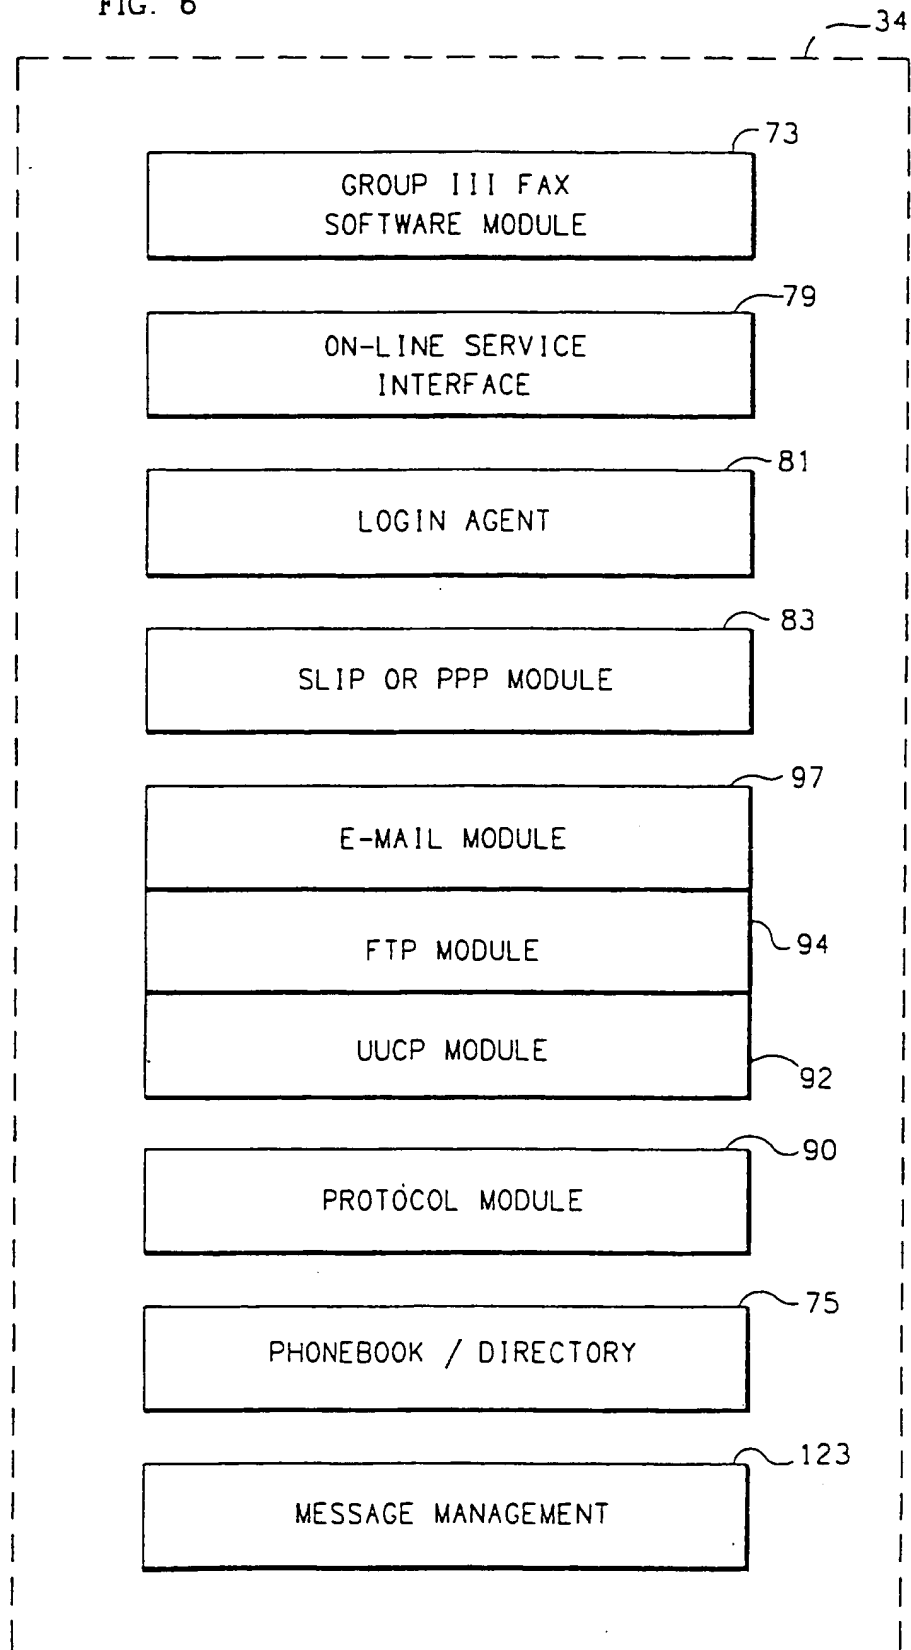 FIG. 6
34
73
GROUP III FAX
SOFTWARE MODULE
79
ON-LINE SERVICE
INTERFACE
81
LOGIN AGENT
83
SLIP OR PPP MODULE
97
E-MAIL MODULE
94
FTP MODULE
UUCP MODULE
92
90
PROTOCOL MODULE
75
PHONEBOOK / DIRECTORY
123
MESSAGE MANAGEMENT